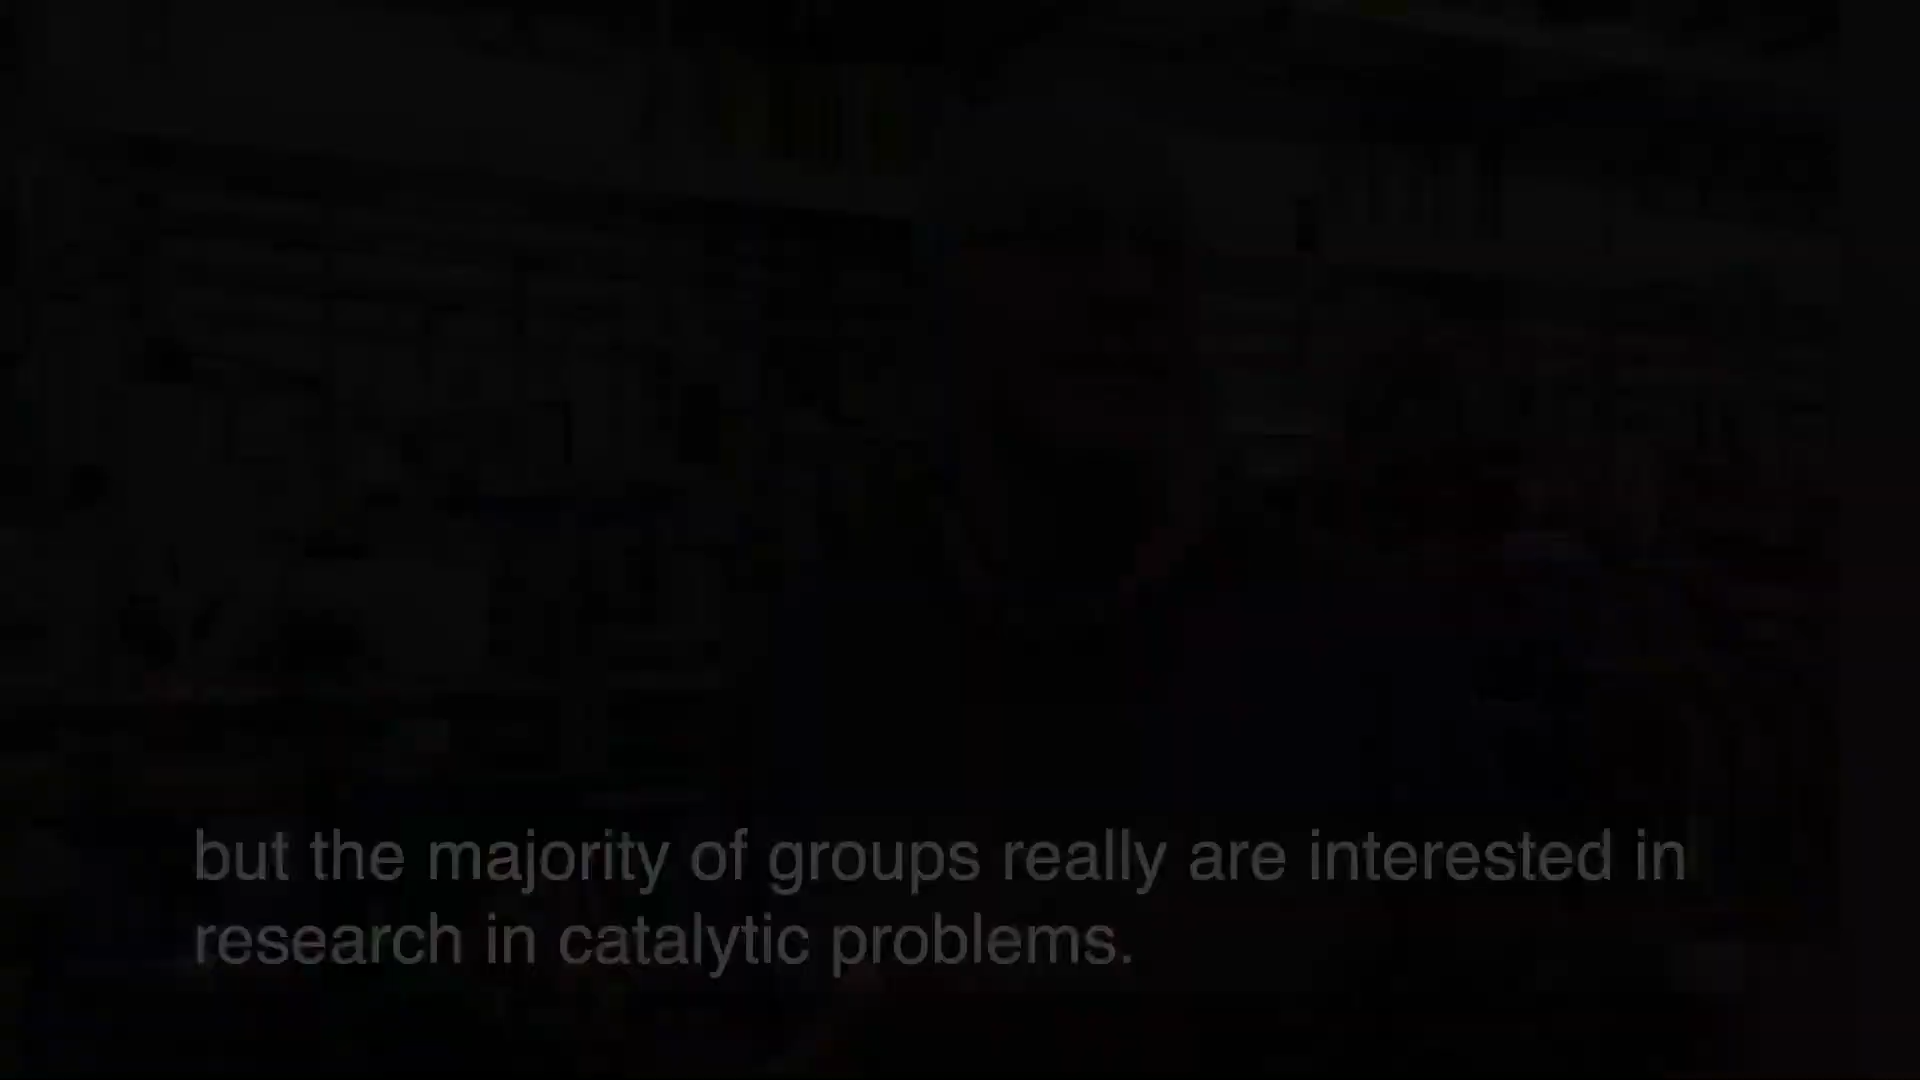 but the majority of groups really are interested in
research in catalytic problems.